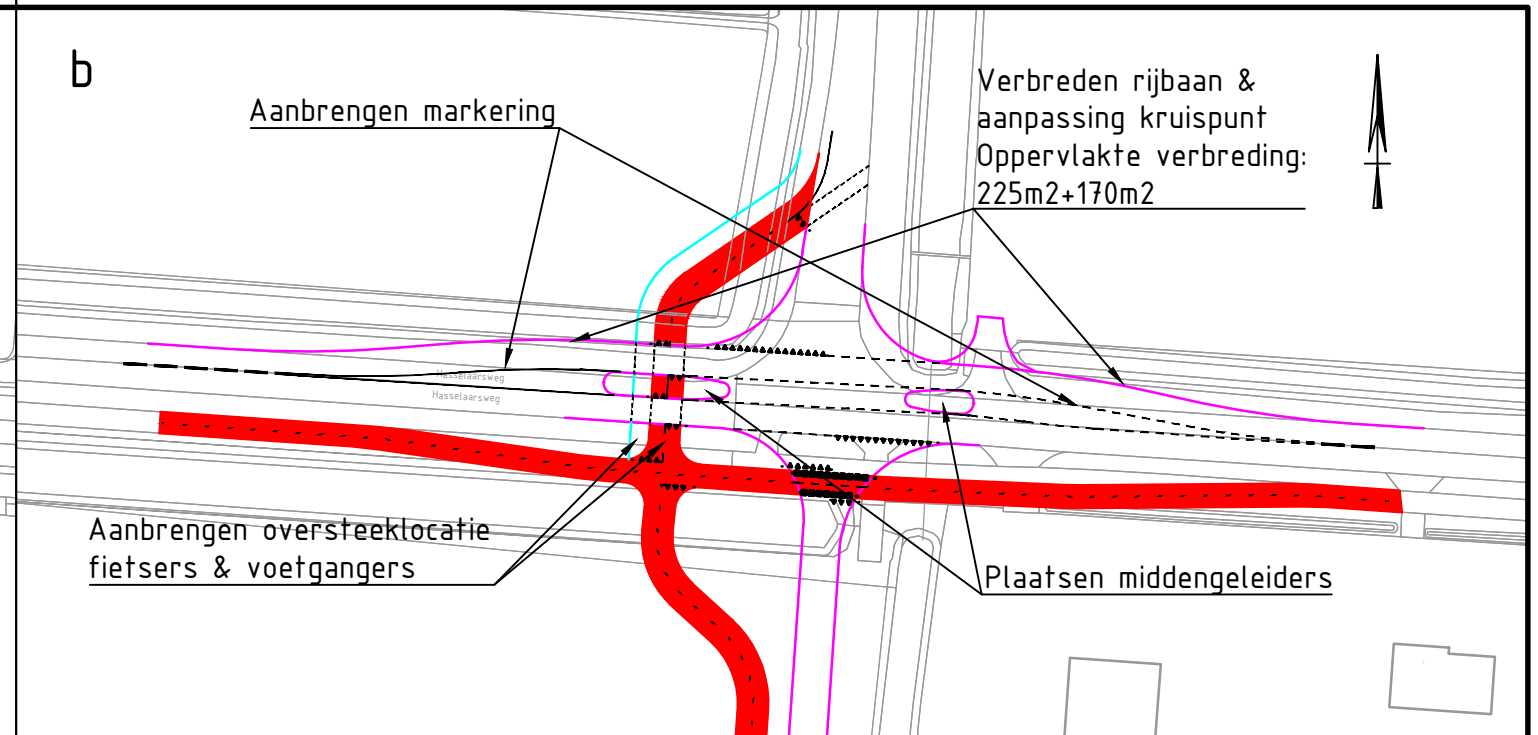 b
Aanbrengen markering
Verbreden rijbaan &
aanpassing kruispunt
Oppervlakte verbreding:
225m2+170m2
Hasselaarsweg
Hasselaarsweg
Aanbrengen oversteeklocatie
fietsers & voetgangers
Plaatsen middengeleiders